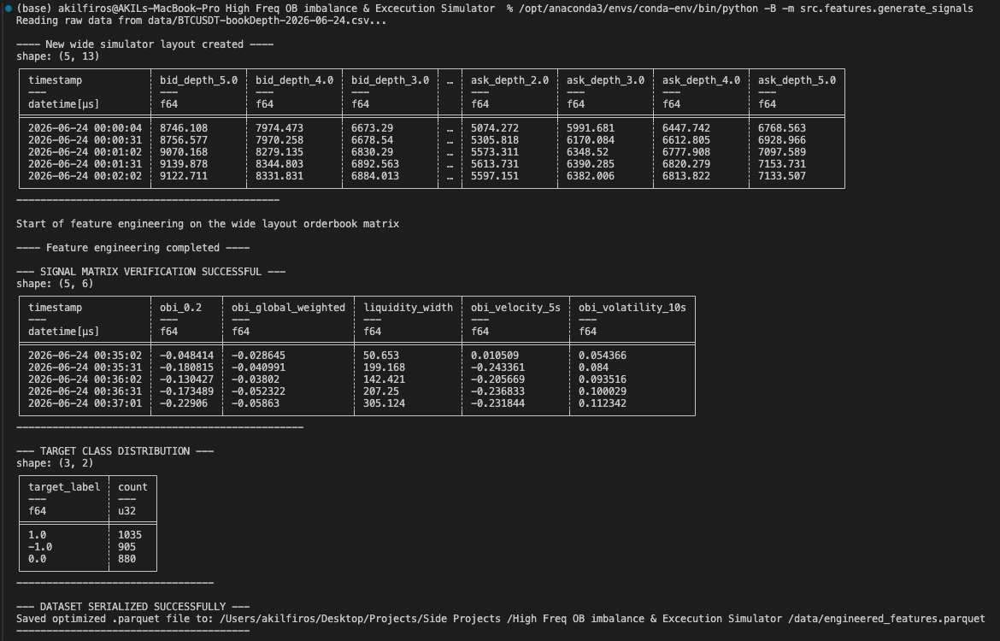 (base) akilfiros@AKILs-MacBook-Pro High Freq OB imbalance & Excecution Simulator  % /opt/anaconda3/envs/conda-env/bin/python -B -m src.features.generate_signals
Reading raw data from data/BTCUSDT-bookDepth-2026-06-24.csv...
---- New wide simulator layout created ----
shape: (5, 13)
timestamp bid_depth_5.0 bid_depth_4.0 bid_depth_3.0 … ask_depth_2.0 ask_depth_3.0 ask_depth_4.0 ask_depth_5.0
--- --- --- --- --- --- --- ---
datetime[μs] f64 f64 f64 f64 f64 f64 f64
2026-06-24 00:00:04 8746.108 7974.473 6673.29 … 5074.272 5991.681 6447.742 6768.563
2026-06-24 00:00:31 8756.577 7970.258 6678.54 … 5305.818 6170.084 6612.805 6928.966
2026-06-24 00:01:02 9070.168 8279.135 6830.29 … 5573.311 6348.52 6777.908 7097.589
2026-06-24 00:01:31 9139.878 8344.803 6892.563 … 5613.731 6390.285 6820.279 7153.731
2026-06-24 00:02:02 9122.711 8331.831 6884.013 … 5597.151 6382.006 6813.822 7133.507
--------------------------------------------
Start of feature engineering on the wide layout orderbook matrix
---- Feature engineering completed ----
--- SIGNAL MATRIX VERIFICATION SUCCESSFUL ---
shape: (5, 6)
timestamp obi_0.2 obi_global_weighted liquidity_width obi_velocity_5s obi_volatility_10s
--- --- --- --- --- ---
datetime[μs] f64 f64 f64 f64 f64
2026-06-24 00:35:02 -0.048414 -0.028645 50.653 0.010509 0.054366
2026-06-24 00:35:31 -0.180815 -0.040991 199.168 -0.243361 0.084
2026-06-24 00:36:02 -0.130427 -0.03802 142.421 -0.205669 0.093516
2026-06-24 00:36:31 -0.173489 -0.052322 207.25 -0.236833 0.100029
2026-06-24 00:37:01 -0.22906 -0.05863 305.124 -0.231844 0.112342
------------------------------------------------
--- TARGET CLASS DISTRIBUTION ---
shape: (3, 2)
target_label count
--- ---
f64 u32
1.0 1035
-1.0 905
0.0 880
---------------------------------
--- DATASET SERIALIZED SUCCESSFULLY ---
Saved optimized .parquet file to: /Users/akilfiros/Desktop/Projects/Side Projects /High Freq OB imbalance & Excecution Simulator /data/engineered_features.parquet
---------------------------------------